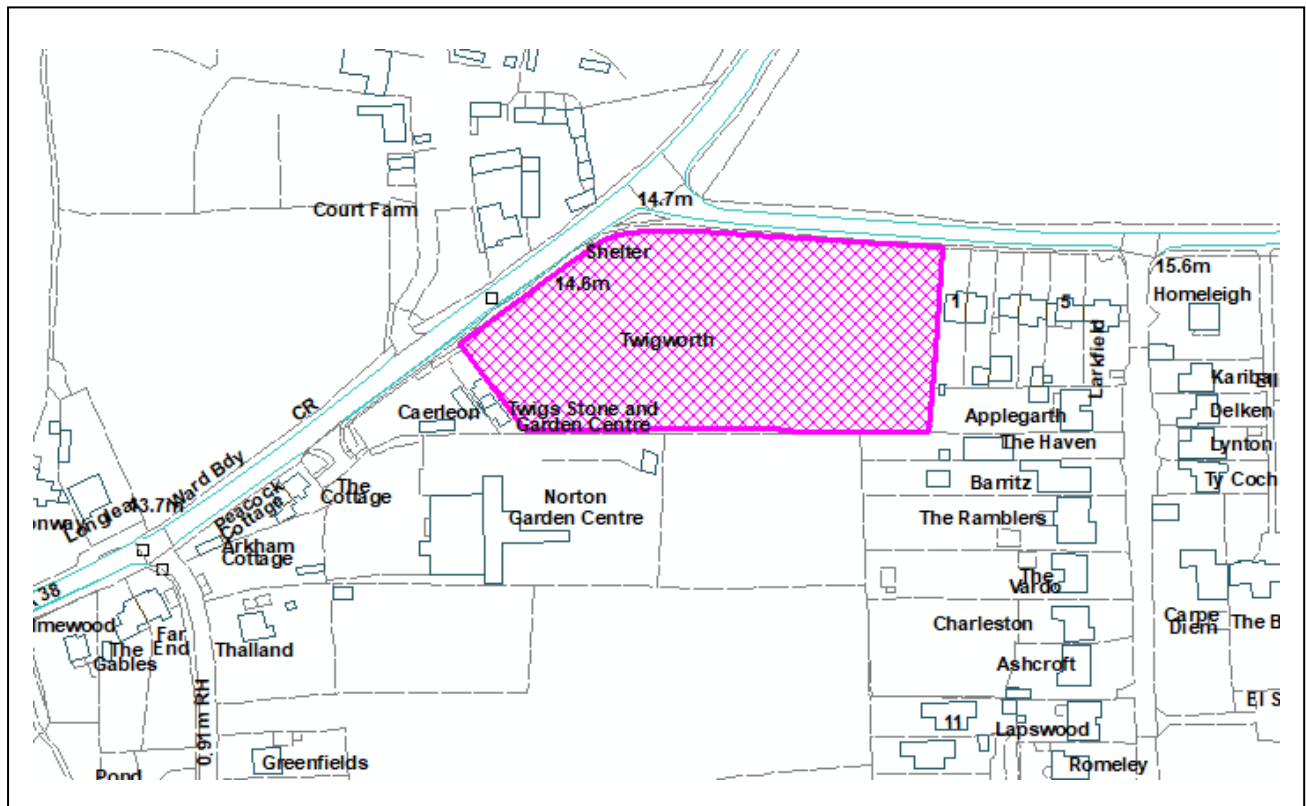 Court Farm
14.7m
Shelter
14.6m
15.6m
Homeleigh
1
5
Twigworth
Larkfield
Kariba
Delken
Caerleon
Twigs Stone and
Garden Centre
Applegarth
The Haven
Lynton
CR
Ward Bdy
Barritz
Ty Coch
The
Cottage
Norton
Garden Centre
Longleat
13.7m
Peacock
Cottage
The Ramblers
Arkham
Cottage
The
Vardo
38
Charleston
Carpe
Diem
The B
lmewood
The
Gables
Far
End
Thalland
Ashcroft
El S
0.91m RH
11
Lapswood
Pond
Greenfields
Romeley